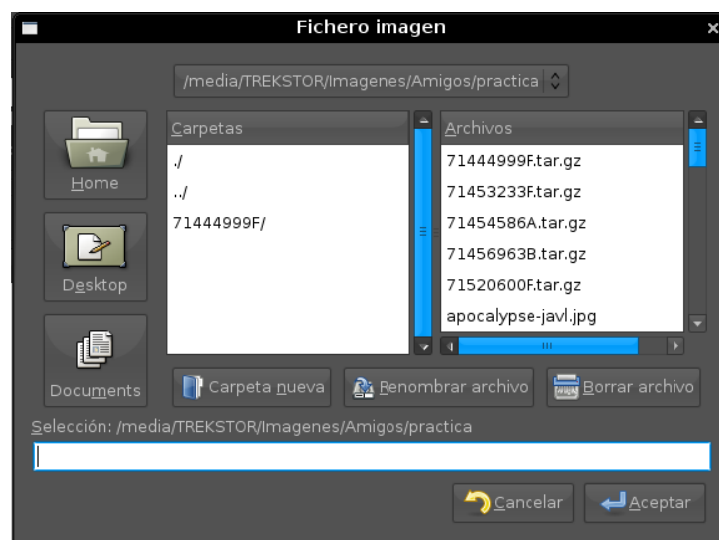 Fichero imagen
/media/TREKSTOR/Imagenes/Amigos/practica
Home
Desktop
Documents
Carpetas
./
../
71444999F/
Archivos
71444999F.tar.gz
71453233F.tar.gz
71454586A.tar.gz
71456963B.tar.gz
71520600F.tar.gz
apocalypse-javl.jpg
Carpeta nueva
Renombrar archivo
Borrar archivo
Selección: /media/TREKSTOR/Imagenes/Amigos/practica
Cancelar
Aceptar